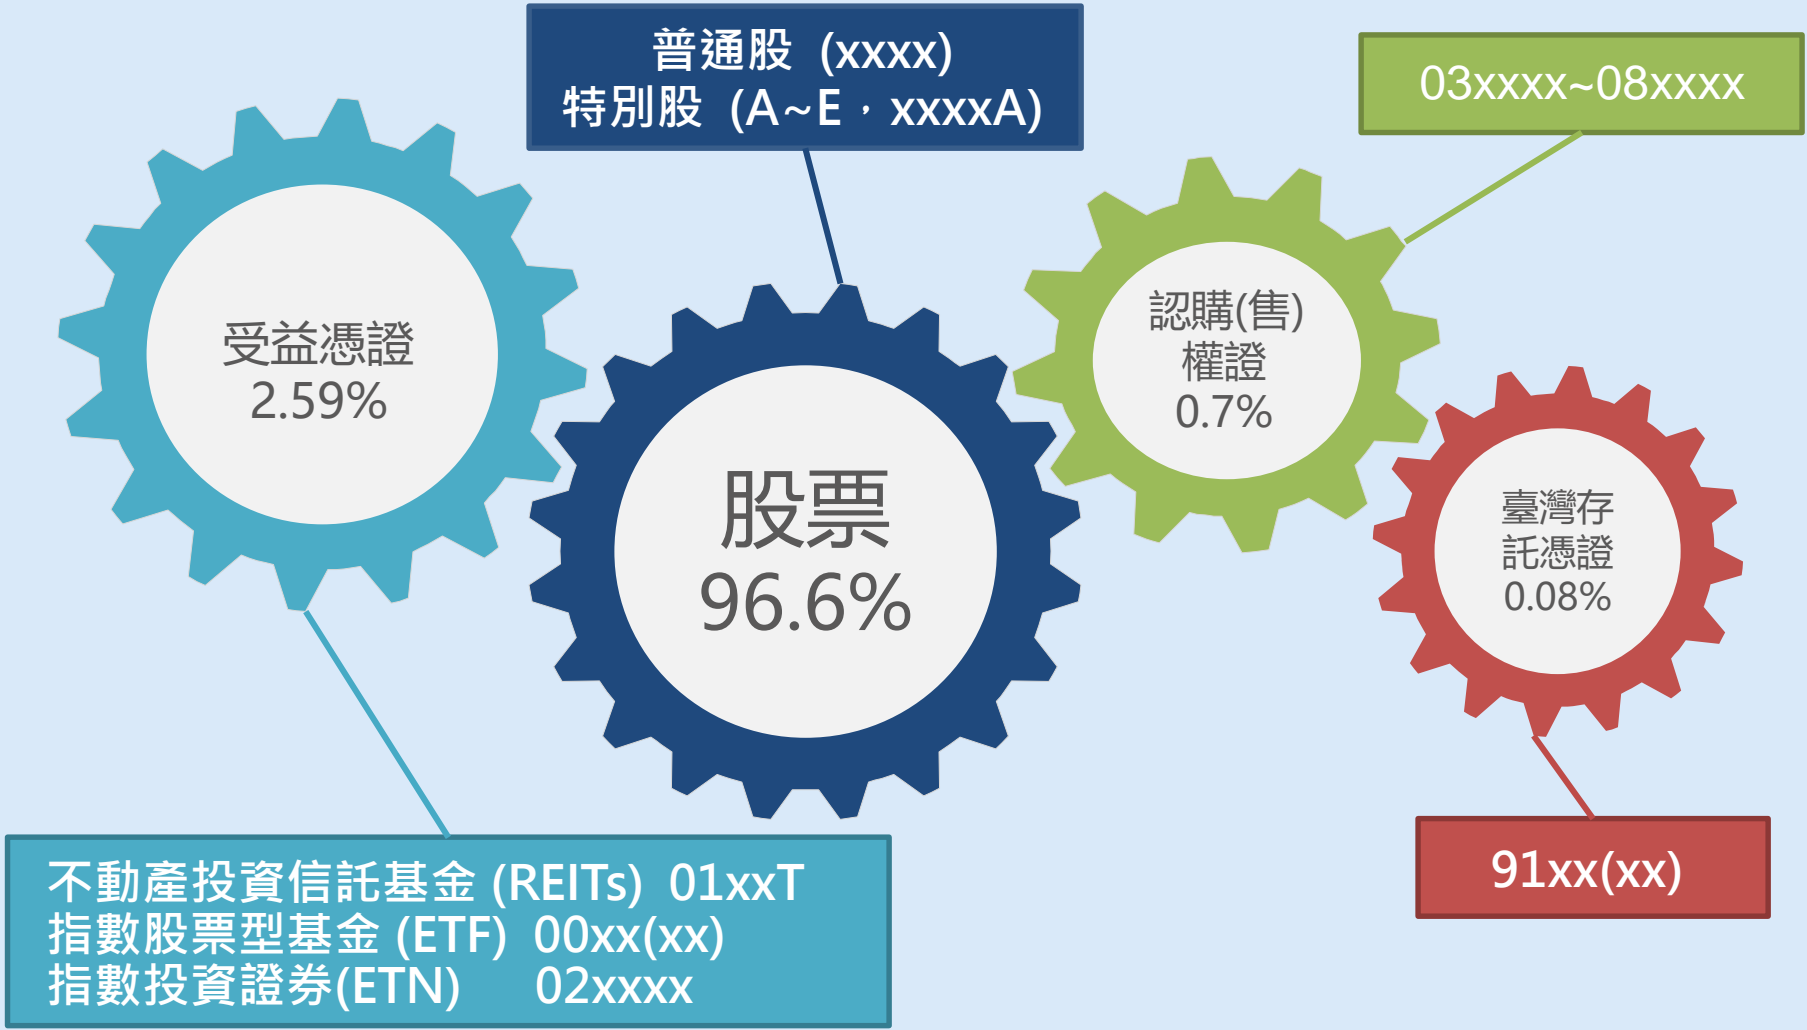 普通股 (xxxx)
特別股 (A~E，xxxxA)
03xxxx~08xxxx
受益憑證
2.59%
認購(售)
權證
0.7%
股票
96.6%
臺灣存
託憑證
0.08%
不動產投資信託基金 (REITs) 01xxT
指數股票型基金 (ETF) 00xx(xx)
指數投資證券(ETN) 02xxxx
91xx(xx)